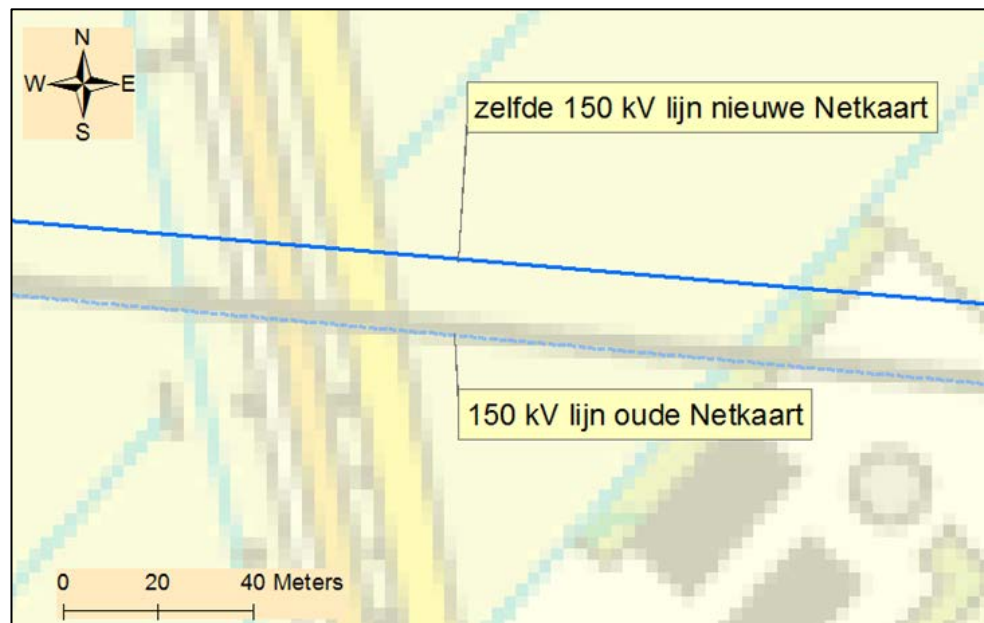 N
W E
S
zelfde 150 kV lijn nieuwe Netkaart
150 kV lijn oude Netkaart
0 20 40 Meters